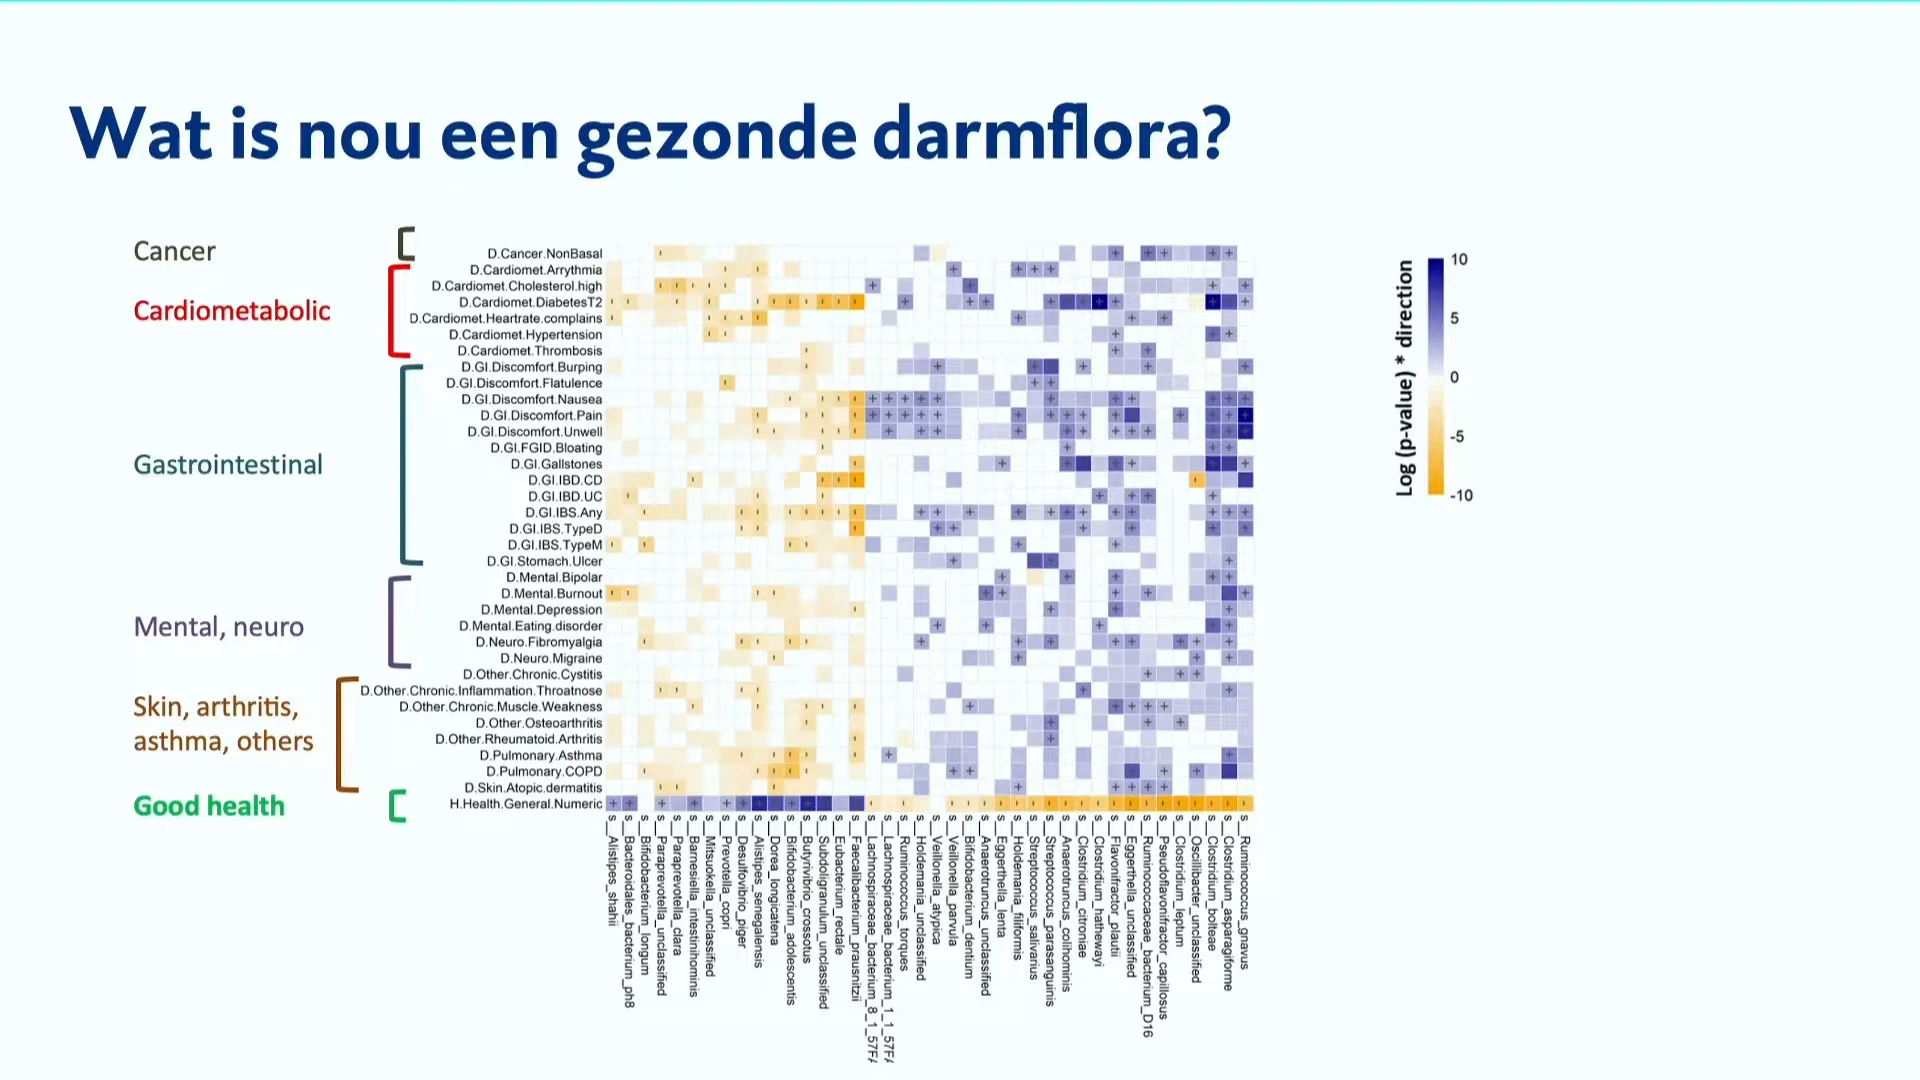 Wat is nou een gezonde darmflora?
Cancer
Cardiometabolic
Gastrointestinal
Mental, neuro
Skin, arthritis,
asthma, others
Good health
D.Cancer.NonBasal
D.Cardiomet.Arrythmia
D.Cardiomet.Cholesterol.high
D.Cardiomet.DiabetesT2
D.Cardiomet.Heartrate.complains
D.Cardiomet.Hypertension
D.Cardiomet.Thrombosis
D.GI.Discomfort.Burping
D.GI.Discomfort.Flatulence
D.GI.Discomfort.Nausea
D.GI.Discomfort.Pain
D.GI.Discomfort.Unwell
D.GI.FGID.Bloating
D.GI.Gallstones
D.GI.IBD.CD
D.GI.IBD.UC
D.GI.IBS.Any
D.GI.IBS.TypeD
D.GI.IBS.TypeM
D.GI.Stomach.Ulcer
D.Mental.Bipolar
D.Mental.Burnout
D.Mental.Depression
D.Mental.Eating.disorder
D.Neuro.Fibromyalgia
D.Neuro.Migraine
D.Other.Chronic.Cystitis
D.Other.Chronic.Inflammation.Throatnose
D.Other.Chronic.Muscle.Weakness
D.Other.Osteoarthritis
D.Other.Rheumatoid.Arthritis
D.Pulmonary.Asthma
D.Pulmonary.COPD
D.Skin.Atopic.dermatitis
H.Health.General.Numeric
s__Alistipes_shahii
s__Bacteroidales_bacterium_ph8
s__Bifidobacterium_longum
s__Paraprevotella_unclassified
s__Paraprevotella_clara
s__Barnesiella_intestinihominis
s__Mitsuokella_unclassified
s__Prevotella_copri
s__Desulfovibrio_piger
s__Alistipes_senegalensis
s__Dorea_longicatena
s__Bifidobacterium_adolescentis
s__Butyrivibrio_crossotus
s__Subdoligranulum_unclassified
s__Eubacterium_rectale
s__Faecalibacterium_prausnitzii
s__Lachnospiraceae_bacterium_8_1_57FA
s__Lachnospiraceae_bacterium_1_1_57FA
s__Ruminococcus_torques
s__Holdemania_unclassified
s__Veillonella_atypica
s__Veillonella_parvula
s__Bifidobacterium_dentium
s__Anaerotruncus_unclassified
s__Eggerthella_lenta
s__Holdemania_filiformis
s__Streptococcus_salivarius
s__Streptococcus_parasanguinis
s__Anaerotruncus_colihominis
s__Clostridium_citroniae
s__Clostridium_hathewayi
s__Flavonifractor_plautii
s__Eggerthella_unclassified
s__Ruminococcaceae_bacterium_D16
s__Pseudoflavonifractor_capillosus
s__Clostridium_leptum
s__Oscillibacter_unclassified
s__Clostridium_bolteae
s__Clostridium_asparagiforme
s__Ruminococcus_gnavus
Log (p-value) * direction
10
5
0
-5
-10